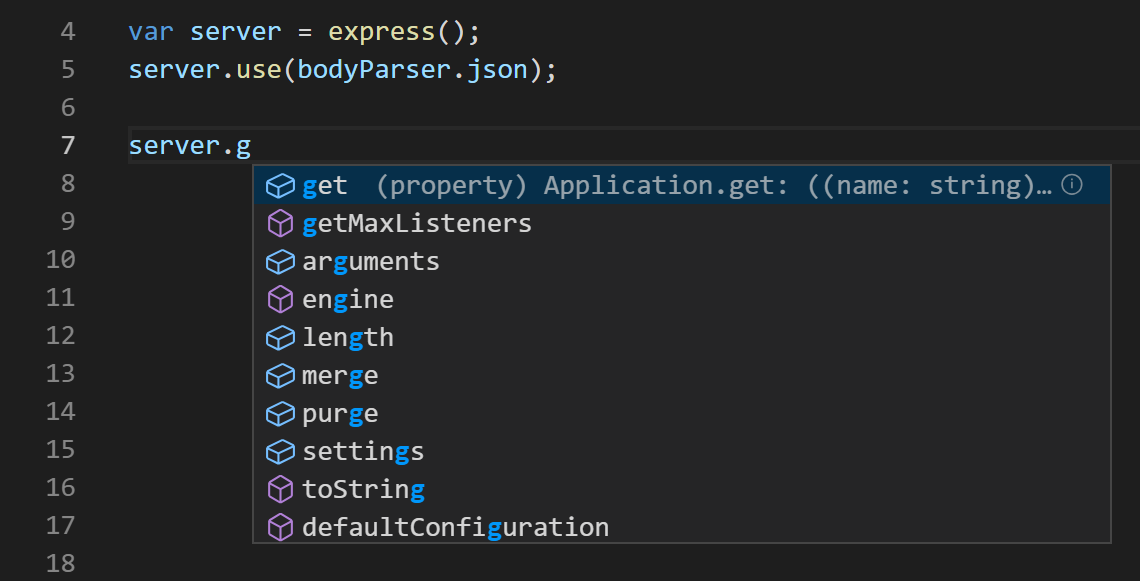 4 var server = express();
5 server.use(bodyParser.json);
6
7 server.g
8 get (property) Application.get: ((name: string)…
9 getMaxListeners
10 arguments
11 engine
12 length
13 merge
14 purge
15 settings
16 toString
17 defaultConfiguration
18